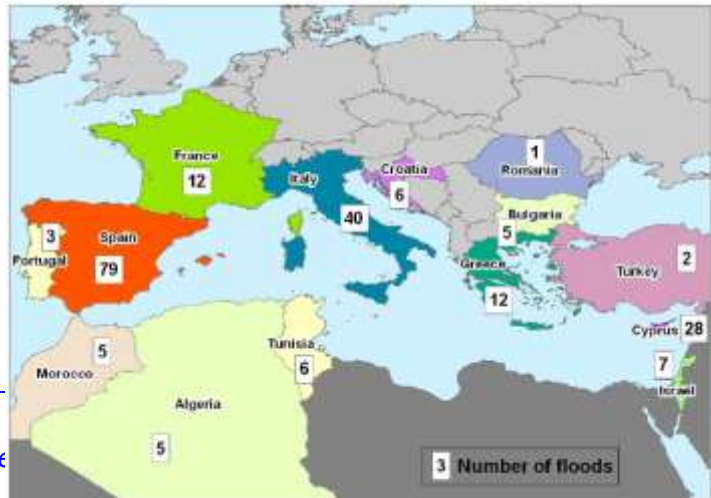 1
Romania
France
12
Italy
Croatia
6
40
Bulgaria
5
3
Portugal
Spain
79
Greece
12
2
Turkey
Cyprus
28
Tunisia
6
7
Israel
5
Morocco
Algeria
5
3 Number of floods